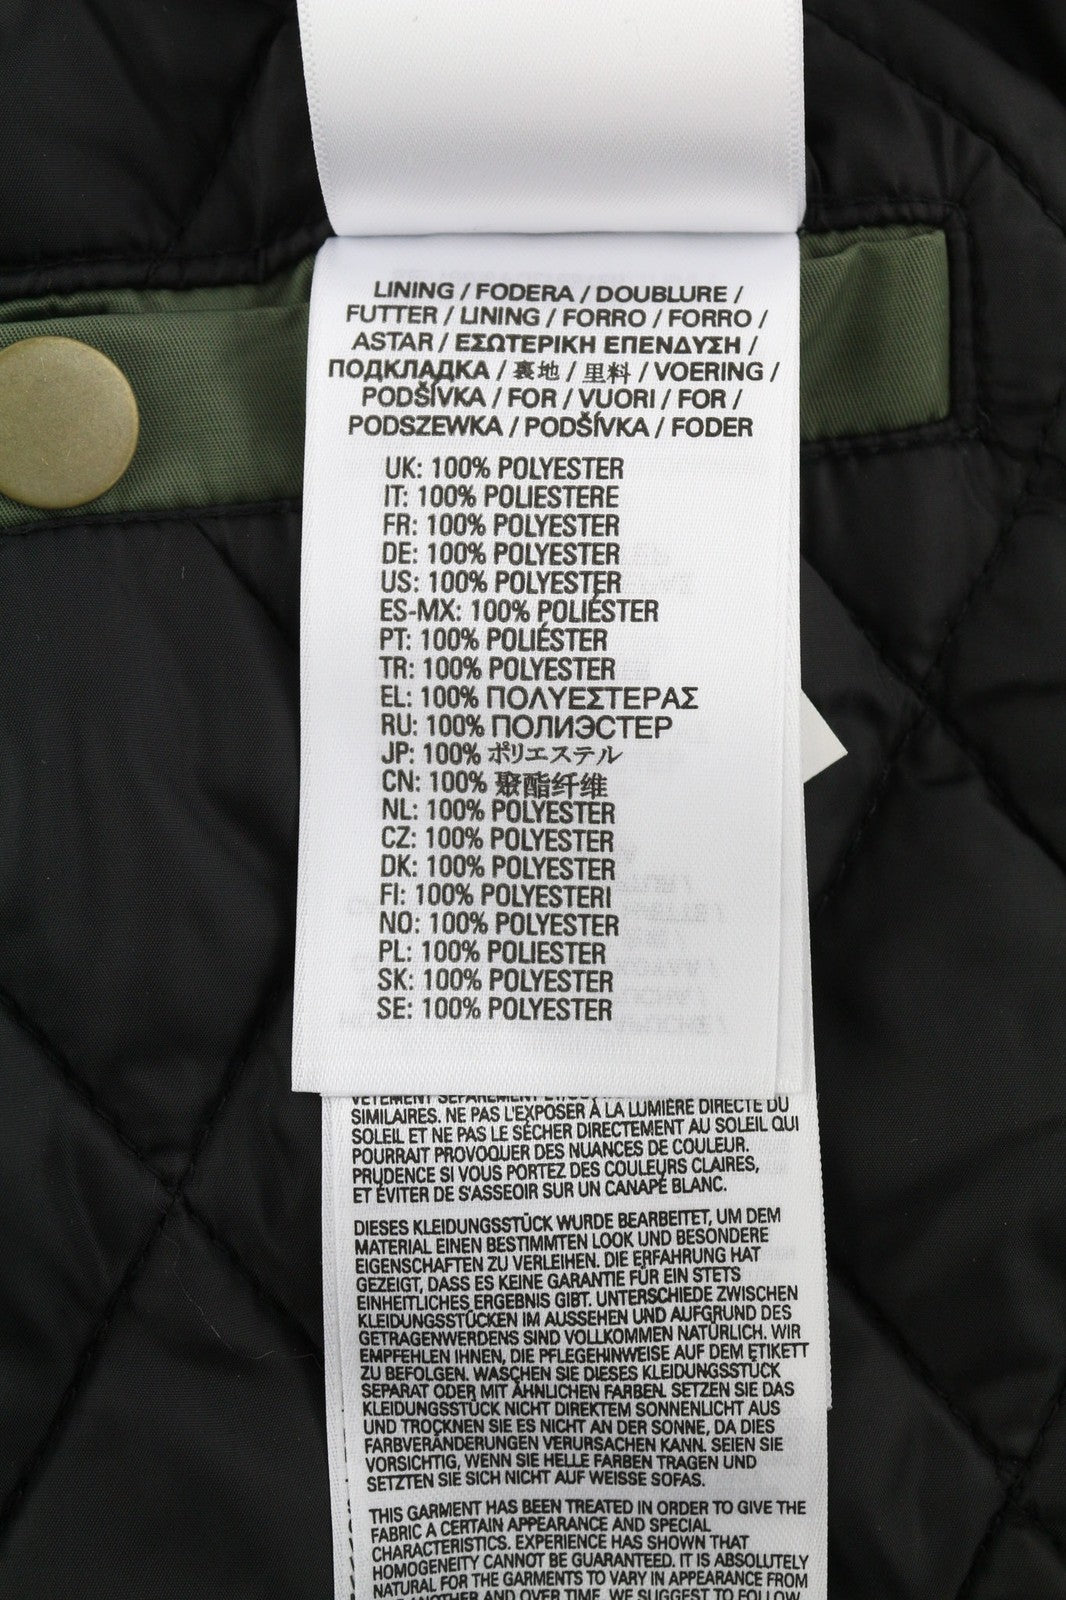 LINING / FODERA / DOUBLURE /
FUTTER / LINING / FORRO / FORRO /
ASTAR / ΕΣΩΤΕΡΙΚΗ ΕΠΕΝΔΥΣΗ /
ПОДКЛАДКА / 裏地 / 里料 / VOERING /
PODŠÍVKA / FOR / VUORI / FOR /
PODSZEWKA / PODŠÍVKA / FODER
UK: 100% POLYESTER
IT: 100% POLIESTERE
FR: 100% POLYESTER
DE: 100% POLYESTER
US: 100% POLYESTER
ES-MX: 100% POLIÉSTER
PT: 100% POLIÉSTER
TR: 100% POLYESTER
EL: 100% ΠΟΛΥΕΣΤΕΡΑΣ
RU: 100% ПОЛИЭСТЕР
JP: 100% ポリエステル
CN: 100% 聚酯纤维
NL: 100% POLYESTER
CZ: 100% POLYESTER
DK: 100% POLYESTER
FI: 100% POLYESTERI
NO: 100% POLYESTER
PL: 100% POLIESTER
SK: 100% POLYESTER
SE: 100% POLYESTER
VÊTEMENT SÉPARÉMENT
SIMILAIRES. NE PAS L'EXPOSER À LA LUMIÈRE DIRECTE DU
SOLEIL ET NE PAS LE SÉCHER DIRECTEMENT AU SOLEIL QUI
POURRAIT PROVOQUER DES NUANCES DE COULEUR.
PRUDENCE SI VOUS PORTEZ DES COULEURS CLAIRES,
ET ÉVITER DE S'ASSEOIR SUR UN CANAPÉ BLANC.
DIESES KLEIDUNGSSTÜCK WURDE BEARBEITET, UM DEM
MATERIAL EINEN BESTIMMTEN LOOK UND BESONDERE
EIGENSCHAFTEN ZU VERLEIHEN. DIE ERFAHRUNG HAT
GEZEIGT, DASS ES KEINE GARANTIE FÜR EIN STETS
EINHEITLICHES ERGEBNIS GIBT. UNTERSCHIEDE ZWISCHEN
KLEIDUNGSSTÜCKEN IM AUSSEHEN UND AUFGRUND DES
GETRAGENWERDENS SIND VOLLKOMMEN NATÜRLICH. WIR
EMPFEHLEN IHNEN, DIE PFLEGEHINWEISE AUF DEM ETIKETT
ZU BEFOLGEN. WASCHEN SIE DIESES KLEIDUNGSSTÜCK
SEPARAT ODER MIT ÄHNLICHEN FARBEN. SETZEN SIE DAS
KLEIDUNGSSTÜCK NICHT DIREKTEM SONNENLICHT AUS
UND TROCKNEN SIE ES NICHT AN DER SONNE, DA DIES
FARBVERÄNDERUNGEN VERURSACHEN KANN. SEIEN SIE
VORSICHTIG, WENN SIE HELLE FARBEN TRAGEN UND
SETZTEN SIE SICH NICHT AUF WEISSE SOFAS.
THIS GARMENT HAS BEEN TREATED IN ORDER TO GIVE THE
FABRIC A CERTAIN APPEARANCE AND SPECIAL
CHARACTERISTICS. EXPERIENCE HAS SHOWN THAT
HOMOGENEITY CANNOT BE GUARANTEED. IT IS ABSOLUTELY
NATURAL FOR THE GARMENTS TO VARY IN APPEARANCE FROM
ANOTHER AND OVER TIME. WE SUGGEST TO FOLLOW